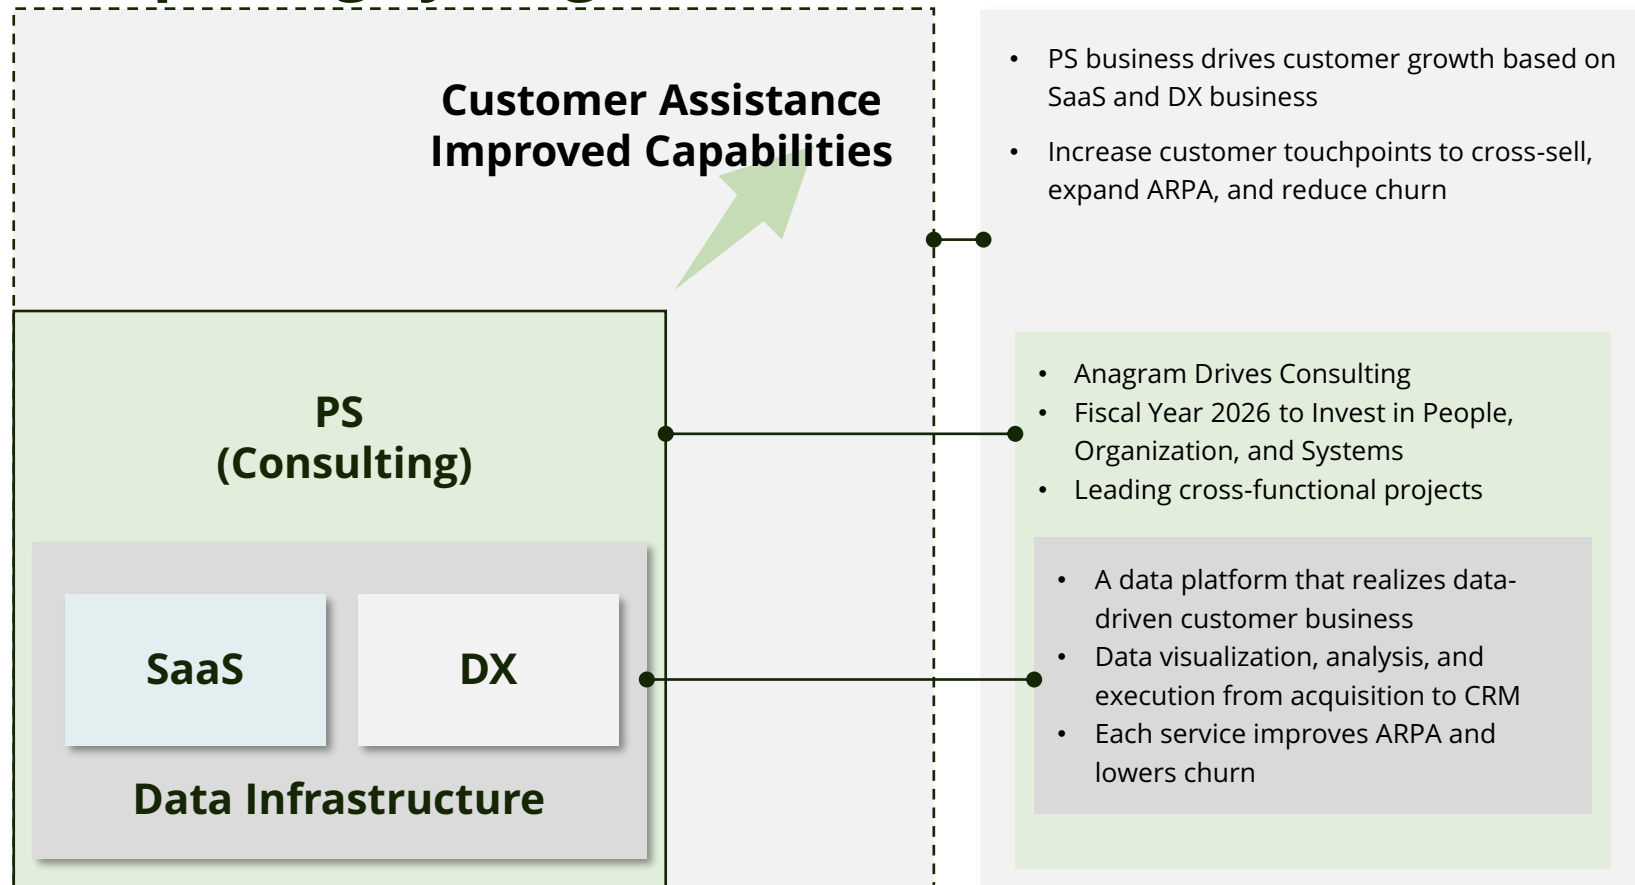 Customer Assistance
Improved Capabilities
PS
(Consulting)
SaaS
DX
Data Infrastructure
• PS business drives customer growth based on
SaaS and DX business
• Increase customer touchpoints to cross-sell,
expand ARPA, and reduce churn
• Anagram Drives Consulting
• Fiscal Year 2026 to Invest in People,
Organization, and Systems
• Leading cross-functional projects
• A data platform that realizes data-
driven customer business
• Data visualization, analysis, and
execution from acquisition to CRM
• Each service improves ARPA and
lowers churn